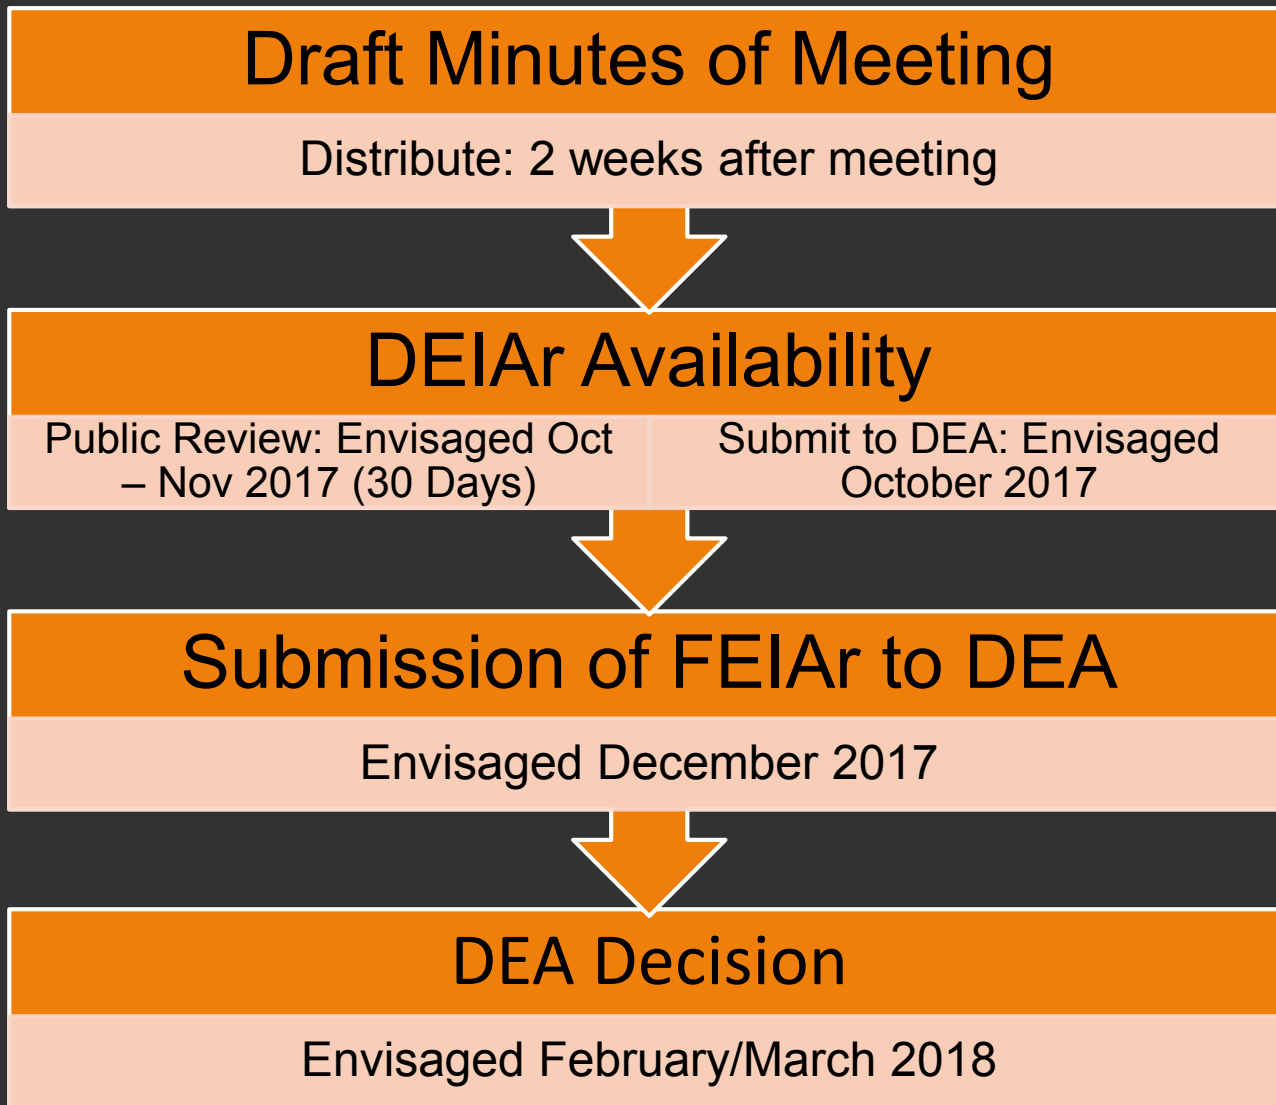 Draft Minutes of Meeting
Distribute: 2 weeks after meeting
DEIAr Availability
Public Review: Envisaged Oct
– Nov 2017 (30 Days)
Submit to DEA: Envisaged
October 2017
Submission of FEIAr to DEA
Envisaged December 2017
DEA Decision
Envisaged February/March 2018